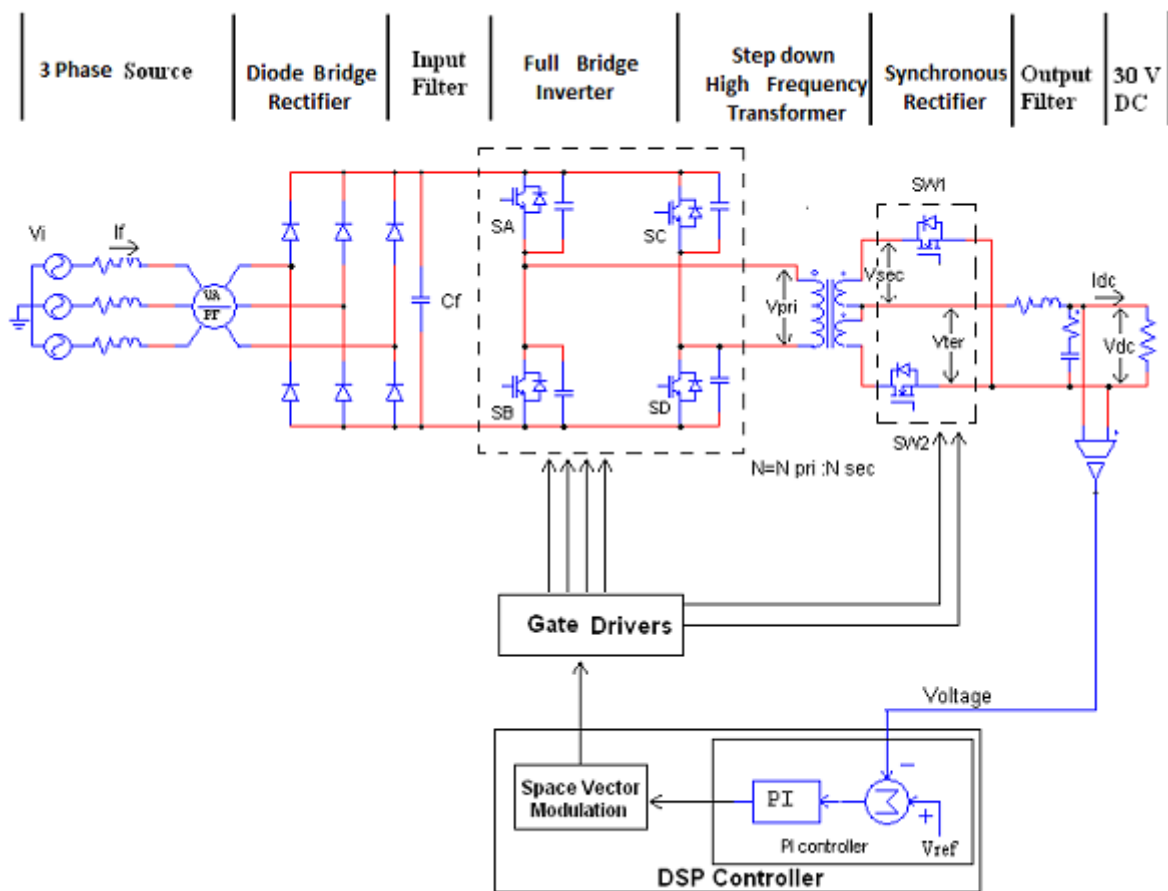 3 Phase Source
Diode Bridge
Rectifier
Input
Filter
Full Bridge
Inverter
Step down
High Frequency
Transformer
Synchronous
Rectifier
Output
Filter
30 V
DC
Vi
If
VA
PF
Cf
SA
SB
SC
SD
Vpri
Vsec
Vter
SW1
SW2
Idc
Vdc
N=N pri :N sec
Gate Drivers
Voltage
Space Vector
Modulation
PI
Σ
−
+
Vref
PI controller
DSP Controller